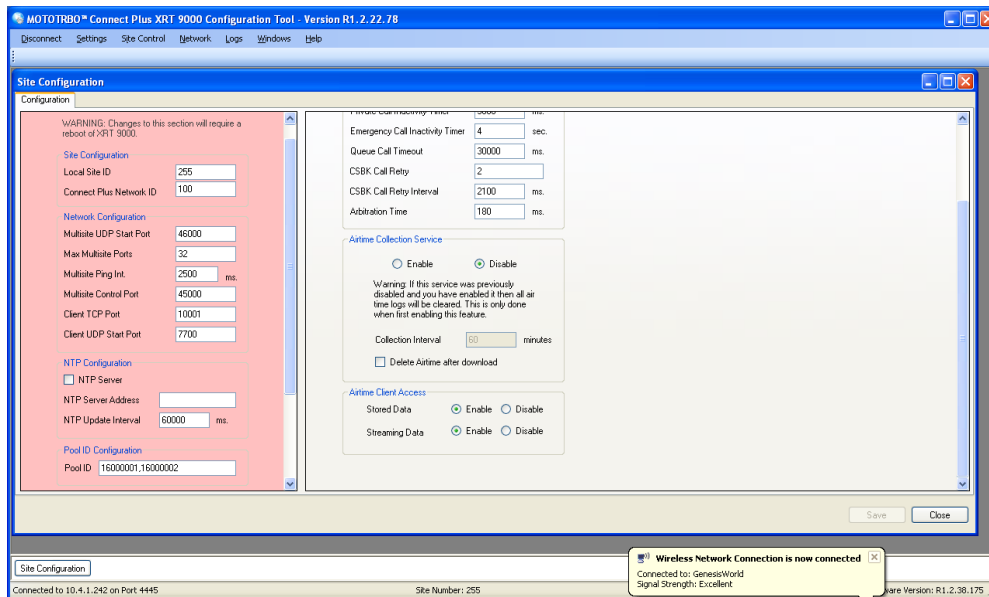 MOTOTRBO™ Connect Plus XRT 9000 Configuration Tool - Version R1.2.22.78
Disconnect Settings Site Control Network Logs Windows Help
Site Configuration
Configuration
WARNING: Changes to this section will require a
reboot of XRT 9000.
Site Configuration
Local Site ID 255
Connect Plus Network ID 100
Network Configuration
Multisite UDP Start Port 46000
Max Multisite Ports 32
Multisite Ping Int. 2500 ms.
Multisite Control Port 45000
Client TCP Port 10001
Client UDP Start Port 7700
NTP Configuration
NTP Server
NTP Server Address
NTP Update Interval 60000 ms.
Pool ID Configuration
Pool ID 16000001,16000002
Private Call Inactivity Timer ms.
Emergency Call Inactivity Timer 4 sec.
Queue Call Timeout 30000 ms.
CSBK Call Retry 2
CSBK Call Retry Interval 2100 ms.
Arbitration Time 180 ms.
Airtime Collection Service
Enable Disable
Warning: If this service was previously
disabled and you have enabled it then all air
time logs will be cleared. This is only done
when first enabling this feature.
Collection Interval 60 minutes
Delete Airtime after download
Airtime Client Access
Stored Data Enable Disable
Streaming Data Enable Disable
Save Close
Site Configuration
Wireless Network Connection is now connected
Connected to: GenesisWorld
Signal Strength: Excellent
Connected to 10.4.1.242 on Port 4445 Site Number: 255 Version: R1.2.38.175